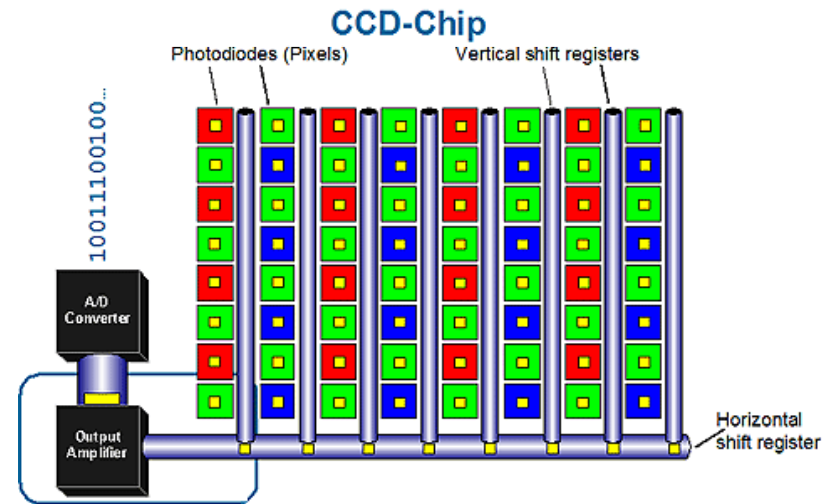 CCD-Chip
Photodiodes (Pixels)
Vertical shift registers
10011100100...
A/D
Converter
Output
Amplifier
Horizontal
shift register